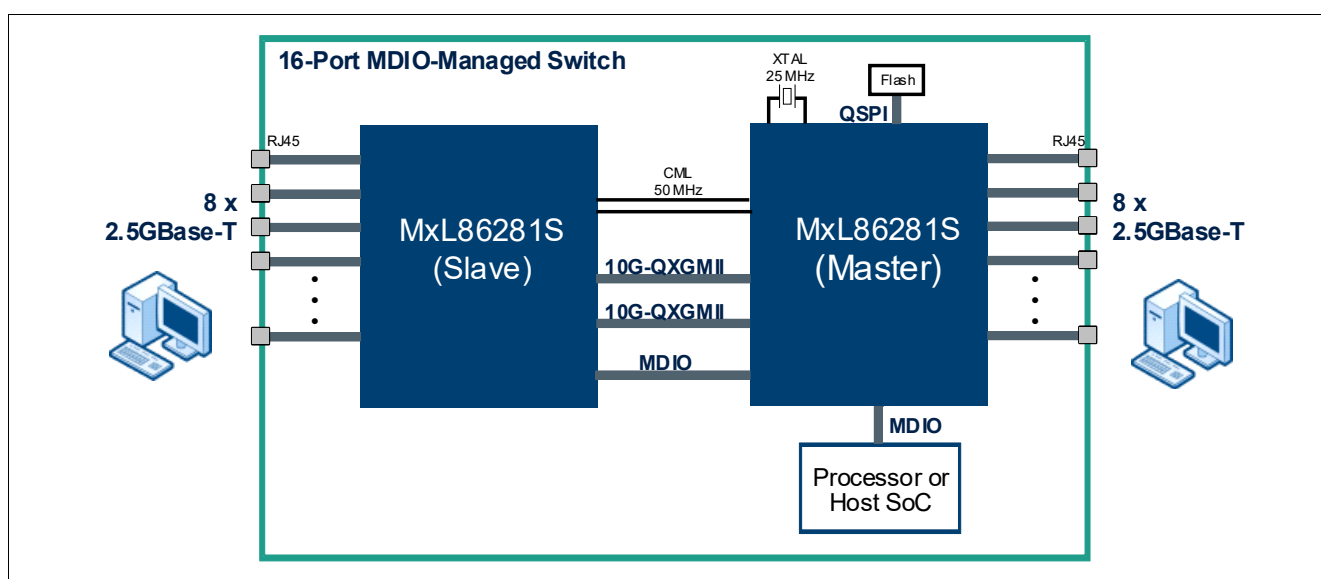 16-Port MDIO-Managed Switch
XTAL
25 MHz
Flash
QSPI
RJ45
RJ45
CML
50 MHz
8 x
2.5GBase-T
MxL86281S
(Slave)
MxL86281S
(Master)
8 x
2.5GBase-T
10G-QXGMII
10G-QXGMII
MDIO
MDIO
Processor or
Host SoC